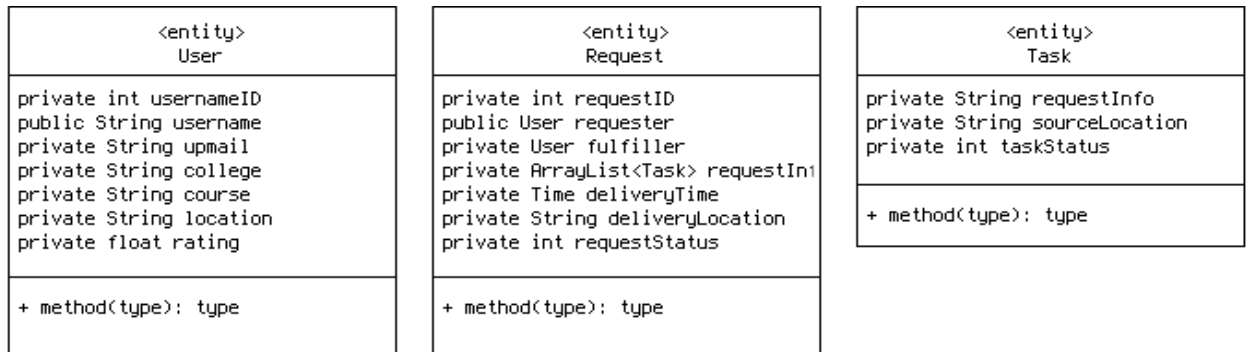 <entity>
User
private int usernameID
public String username
private String upmail
private String college
private String course
private String location
private float rating
+ method(type): type
<entity>
Request
private int requestID
public User requester
private User fulfiller
private ArrayList<Task>
private Time deliveryTime
private String deliveryLocation
private int requestStatus
+ method(type): type
<entity>
Task
private String requestInfo
private String sourceLocation
private int taskStatus
+ method(type): type